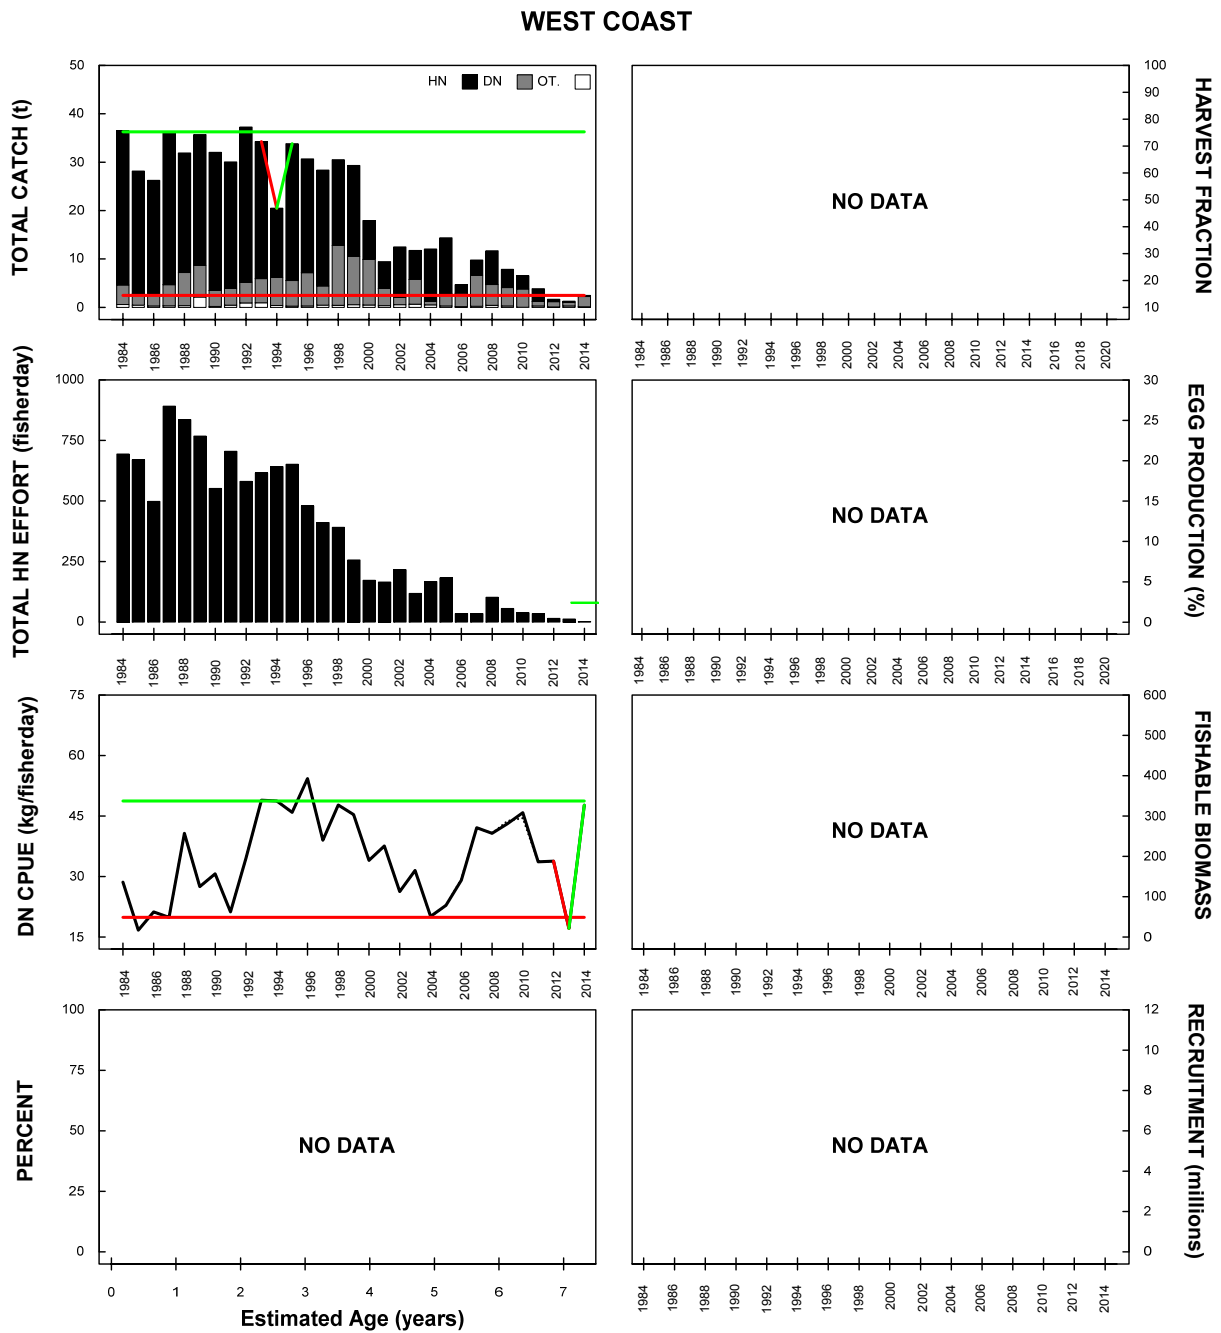 WEST COAST
TOTAL CATCH (t)
50
40
30
20
10
0
HN DN OT.
1984 1986 1988 1990 1992 1994 1996 1998 2000 2002 2004 2006 2008 2010 2012 2014
NO DATA
100
90
80
70
60
50
40
30
20
10
HARVEST FRACTION
1984 1986 1988 1990 1992 1994 1996 1998 2000 2002 2004 2006 2008 2010 2012 2014 2016 2018 2020
TOTAL HN EFFORT (fisherday)
1000
750
500
250
0
1984 1986 1988 1990 1992 1994 1996 1998 2000 2002 2004 2006 2008 2010 2012 2014
NO DATA
30
25
20
15
10
5
0
EGG PRODUCTION (%)
1984 1986 1988 1990 1992 1994 1996 1998 2000 2002 2004 2006 2008 2010 2012 2014 2016 2018 2020
DN CPUE (kg/fisherday)
75
60
45
30
15
1984 1986 1988 1990 1992 1994 1996 1998 2000 2002 2004 2006 2008 2010 2012 2014
NO DATA
600
500
400
300
200
100
0
FISHABLE BIOMASS
1984 1986 1988 1990 1992 1994 1996 1998 2000 2002 2004 2006 2008 2010 2012 2014
PERCENT
100
75
50
25
0
NO DATA
0 1 2 3 4 5 6 7
Estimated Age (years)
NO DATA
12
10
8
6
4
2
0
RECRUITMENT (millions)
1984 1986 1988 1990 1992 1994 1996 1998 2000 2002 2004 2006 2008 2010 2012 2014